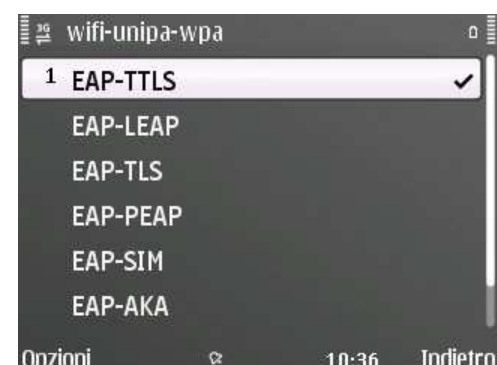 3G wifi-unipa-wpa
1 EAP-TTLS
EAP-LEAP
EAP-TLS
EAP-PEAP
EAP-SIM
EAP-AKA
Opzioni 10:36 Indietro